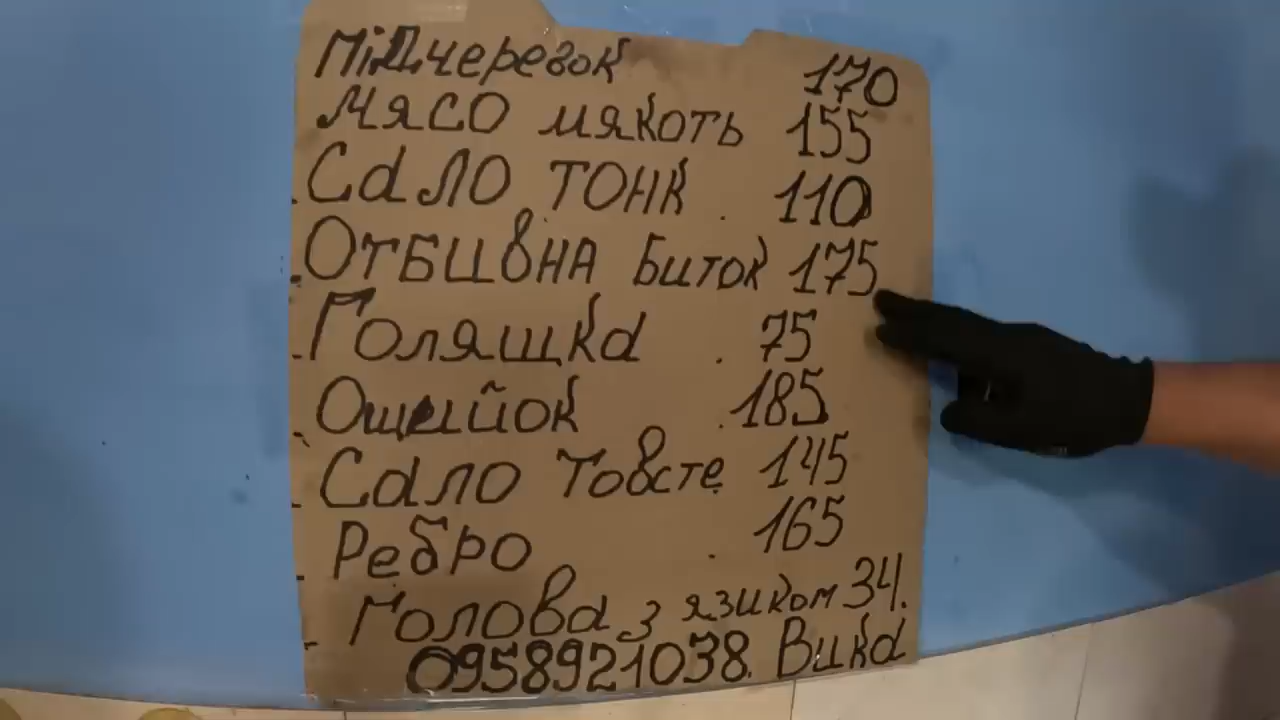 Підчеревок 170
Мясо мякоть 155
Сало тонк. 110
Отбивна Биток 175
Голяшка . 75
Ошийок . 185
Сало товсте 145
Ребро . 165
Голова з язиком 34.
0958921038. Вика